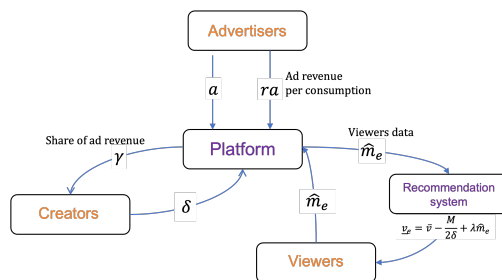 Advertisers
a
ra
Ad revenue
per consumption
Share of ad revenue
γ
Platform
Viewers data
m̂ₑ
Creators
δ
m̂ₑ
Recommendation
system
v̲ₑ = v̄ − M/2δ + λm̂ₑ
Viewers